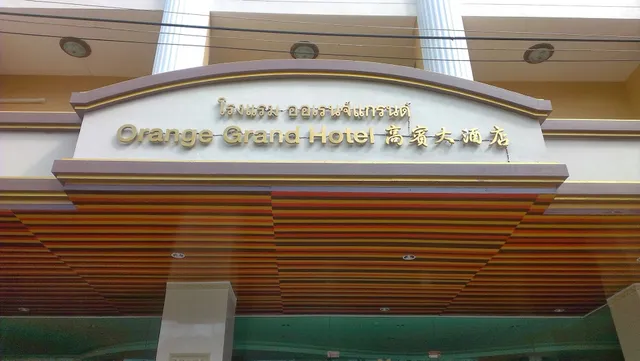 โรงแรม ออเรนจ์แกรนด์
Orange Grand Hotel 高賓大酒店